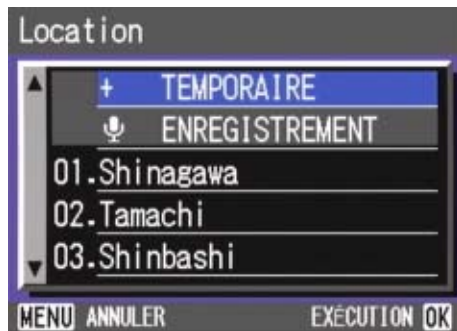 Location
+ TEMPORAIRE
ENREGISTREMENT
01.Shinagawa
02.Tamachi
03.Shinbashi
MENU ANNULER EXÉCUTION OK